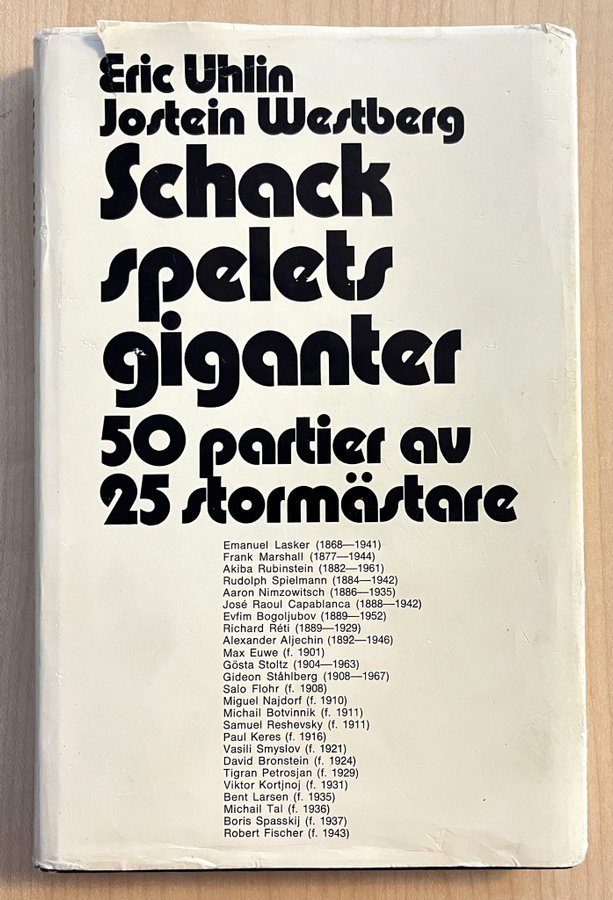 Eric Uhlin
Jostein Westberg
Schack
spelets
giganter
50 partier av
25 stormästare
Emanuel Lasker (1868—1941)
Frank Marshall (1877—1944)
Akiba Rubinstein (1882—1961)
Rudolph Spielmann (1884—1942)
Aaron Nimzowitsch (1886—1935)
José Raoul Capablanca (1888—1942)
Evfim Bogoljubov (1889—1952)
Richard Réti (1889—1929)
Alexander Aljechin (1892—1946)
Max Euwe (f. 1901)
Gösta Stoltz (1904—1963)
Gideon Ståhlberg (1908—1967)
Salo Flohr (f. 1908)
Miguel Najdorf (f. 1910)
Michail Botvinnik (f. 1911)
Samuel Reshevsky (f. 1911)
Paul Keres (f. 1916)
Vasili Smyslov (f. 1921)
David Bronstein (f. 1924)
Tigran Petrosjan (f. 1929)
Viktor Kortjnoj (f. 1931)
Bent Larsen (f. 1935)
Michail Tal (f. 1936)
Boris Spasskij (f. 1937)
Robert Fischer (f. 1943)